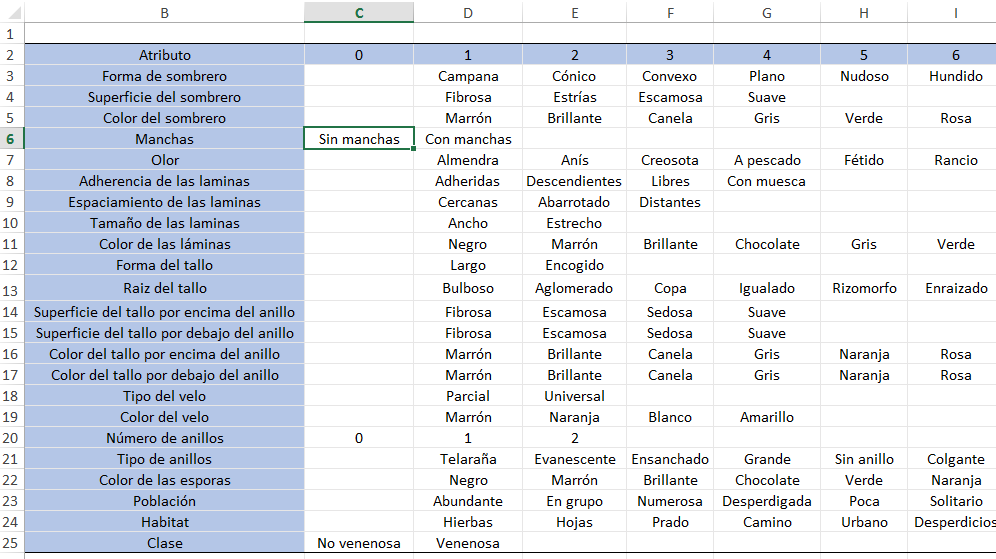 B C D E F G H I
1
2 Atributo 0 1 2 3 4 5 6
3 Forma de sombrero Campana Cónico Convexo Plano Nudoso Hundido
4 Superficie del sombrero Fibrosa Estrías Escamosa Suave
5 Color del sombrero Marrón Brillante Canela Gris Verde Rosa
6 Manchas Sin manchas Con manchas
7 Olor Almendra Anís Creosota A pescado Fétido Rancio
8 Adherencia de las laminas Adheridas Descendientes Libres Con muesca
9 Espaciamiento de las laminas Cercanas Abarrotado Distantes
10 Tamaño de las laminas Ancho Estrecho
11 Color de las láminas Negro Marrón Brillante Chocolate Gris Verde
12 Forma del tallo Largo Encogido
13 Raiz del tallo Bulboso Aglomerado Copa Igualado Rizomorfo Enraizado
14 Superficie del tallo por encima del anillo Fibrosa Escamosa Sedosa Suave
15 Superficie del tallo por debajo del anillo Fibrosa Escamosa Sedosa Suave
16 Color del tallo por encima del anillo Marrón Brillante Canela Gris Naranja Rosa
17 Color del tallo por debajo del anillo Marrón Brillante Canela Gris Naranja Rosa
18 Tipo del velo Parcial Universal
19 Color del velo Marrón Naranja Blanco Amarillo
20 Número de anillos 0 1 2
21 Tipo de anillos Telaraña Evanescente Ensanchado Grande Sin anillo Colgante
22 Color de las esporas Negro Marrón Brillante Chocolate Verde Naranja
23 Población Abundante En grupo Numerosa Desperdigada Poca Solitario
24 Habitat Hierbas Hojas Prado Camino Urbano Desperdicios
25 Clase No venenosa Venenosa